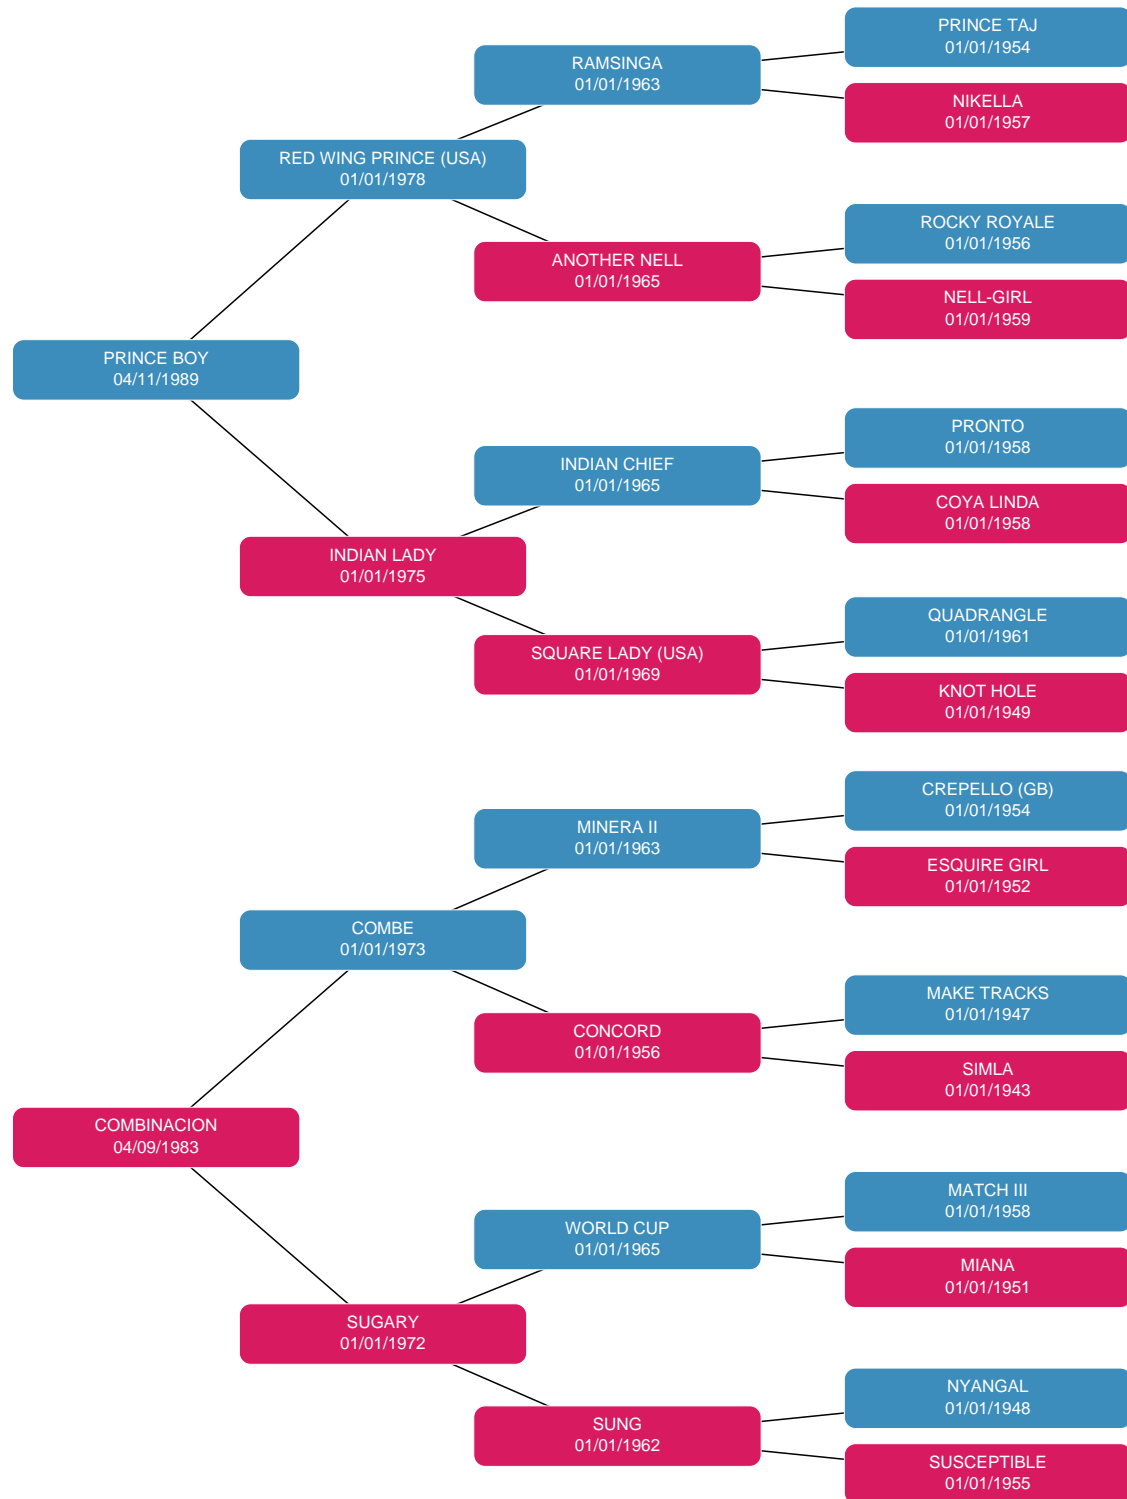 PRINCE TAJ
01/01/1954
RAMSINGA
01/01/1963
NIKELLA
01/01/1957
RED WING PRINCE (USA)
01/01/1978
ROCKY ROYALE
01/01/1956
ANOTHER NELL
01/01/1965
NELL-GIRL
01/01/1959
PRINCE BOY
04/11/1989
PRONTO
01/01/1958
INDIAN CHIEF
01/01/1965
COYA LINDA
01/01/1958
INDIAN LADY
01/01/1975
QUADRANGLE
01/01/1961
SQUARE LADY (USA)
01/01/1969
KNOT HOLE
01/01/1949
CREPELLO (GB)
01/01/1954
MINERA II
01/01/1963
ESQUIRE GIRL
01/01/1952
COMBE
01/01/1973
MAKE TRACKS
01/01/1947
CONCORD
01/01/1956
SIMLA
01/01/1943
COMBINACION
04/09/1983
MATCH III
01/01/1958
WORLD CUP
01/01/1965
MIANA
01/01/1951
SUGARY
01/01/1972
NYANGAL
01/01/1948
SUNG
01/01/1962
SUSCEPTIBLE
01/01/1955